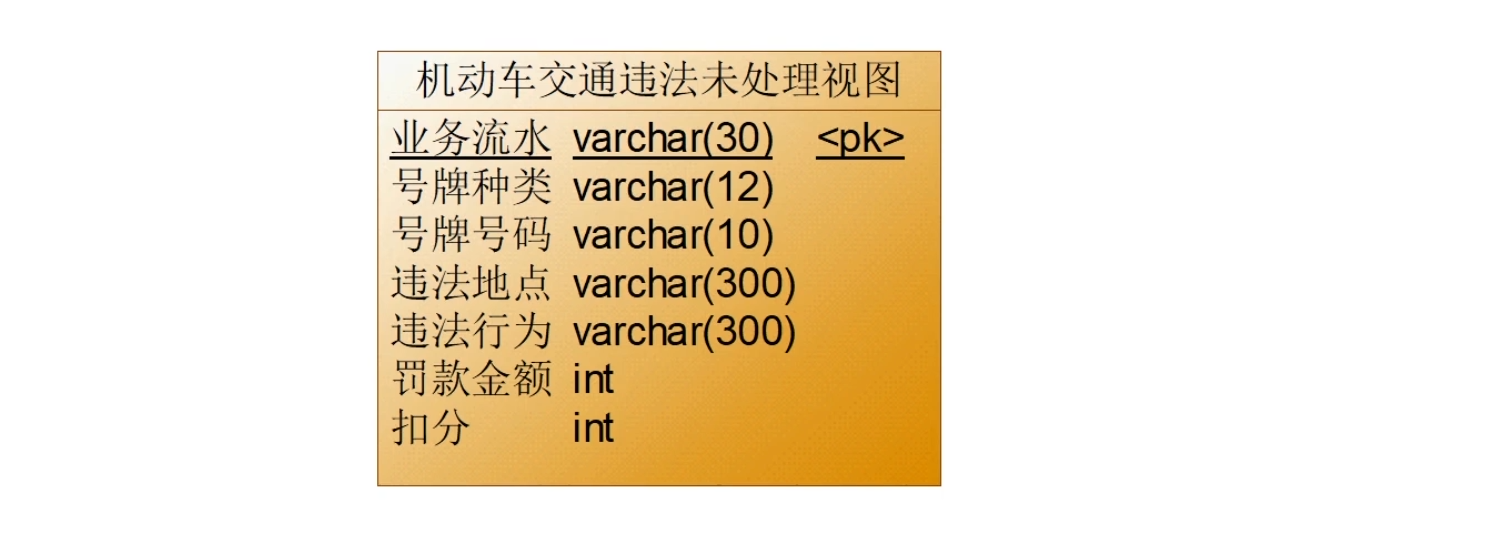 机动车交通违法未处理视图
业务流水 varchar(30) <pk>
号牌种类 varchar(12)
号牌号码 varchar(10)
违法地点 varchar(300)
违法行为 varchar(300)
罚款金额 int
扣分 int